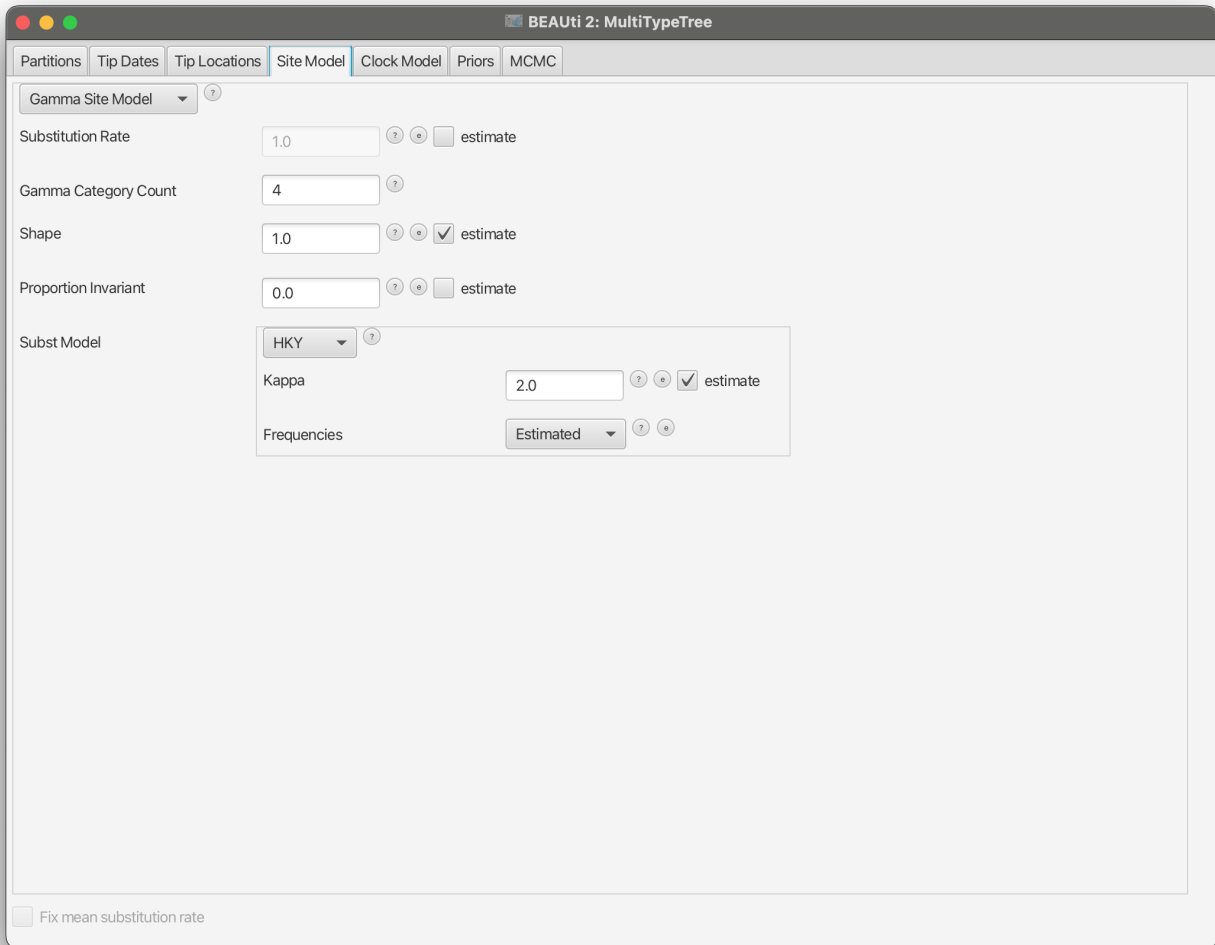 BEAUti 2: MultiTypeTree
Partitions Tip Dates Tip Locations Site Model Clock Model Priors MCMC
Gamma Site Model ?
Substitution Rate 1.0 ? e estimate
Gamma Category Count 4 ?
Shape 1.0 ? e estimate
Proportion Invariant 0.0 ? e estimate
Subst Model HKY ?
Kappa 2.0 ? e estimate
Frequencies Estimated ? e
Fix mean substitution rate